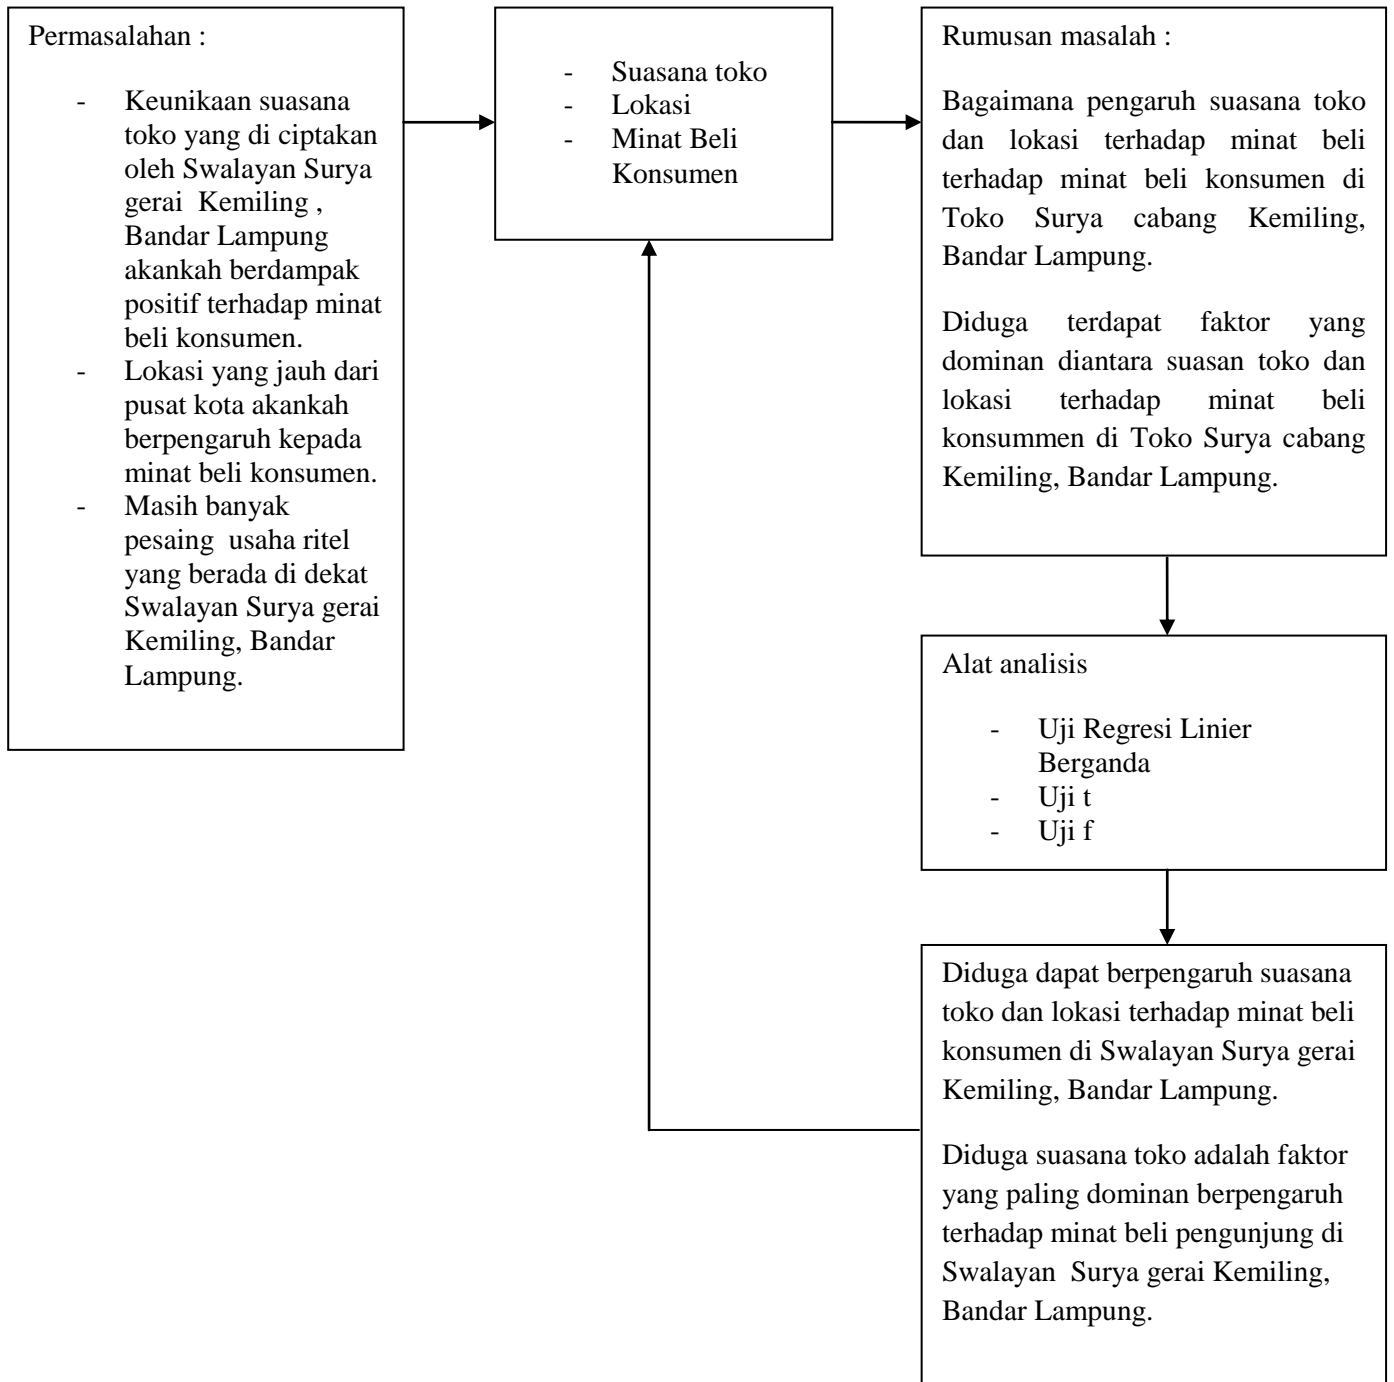 Permasalahan :
- Keunikaan suasana
toko yang di ciptakan
oleh Swalayan Surya
gerai Kemiling ,
Bandar Lampung
akankah berdampak
positif terhadap minat
beli konsumen.
- Lokasi yang jauh dari
pusat kota akankah
berpengaruh kepada
minat beli konsumen.
- Masih banyak
pesaing usaha ritel
yang berada di dekat
Swalayan Surya gerai
Kemiling, Bandar
Lampung.
- Suasana toko
- Lokasi
- Minat Beli
Konsumen
Rumusan masalah :
Bagaimana pengaruh suasana toko
dan lokasi terhadap minat beli
terhadap minat beli konsumen di
Toko Surya cabang Kemiling,
Bandar Lampung.
Diduga terdapat faktor yang
dominan diantara suasan toko dan
lokasi terhadap minat beli
konsummen di Toko Surya cabang
Kemiling, Bandar Lampung.
Alat analisis
- Uji Regresi Linier
Berganda
- Uji t
- Uji f
Diduga dapat berpengaruh suasana
toko dan lokasi terhadap minat beli
konsumen di Swalayan Surya gerai
Kemiling, Bandar Lampung.
Diduga suasana toko adalah faktor
yang paling dominan berpengaruh
terhadap minat beli pengunjung di
Swalayan Surya gerai Kemiling,
Bandar Lampung.